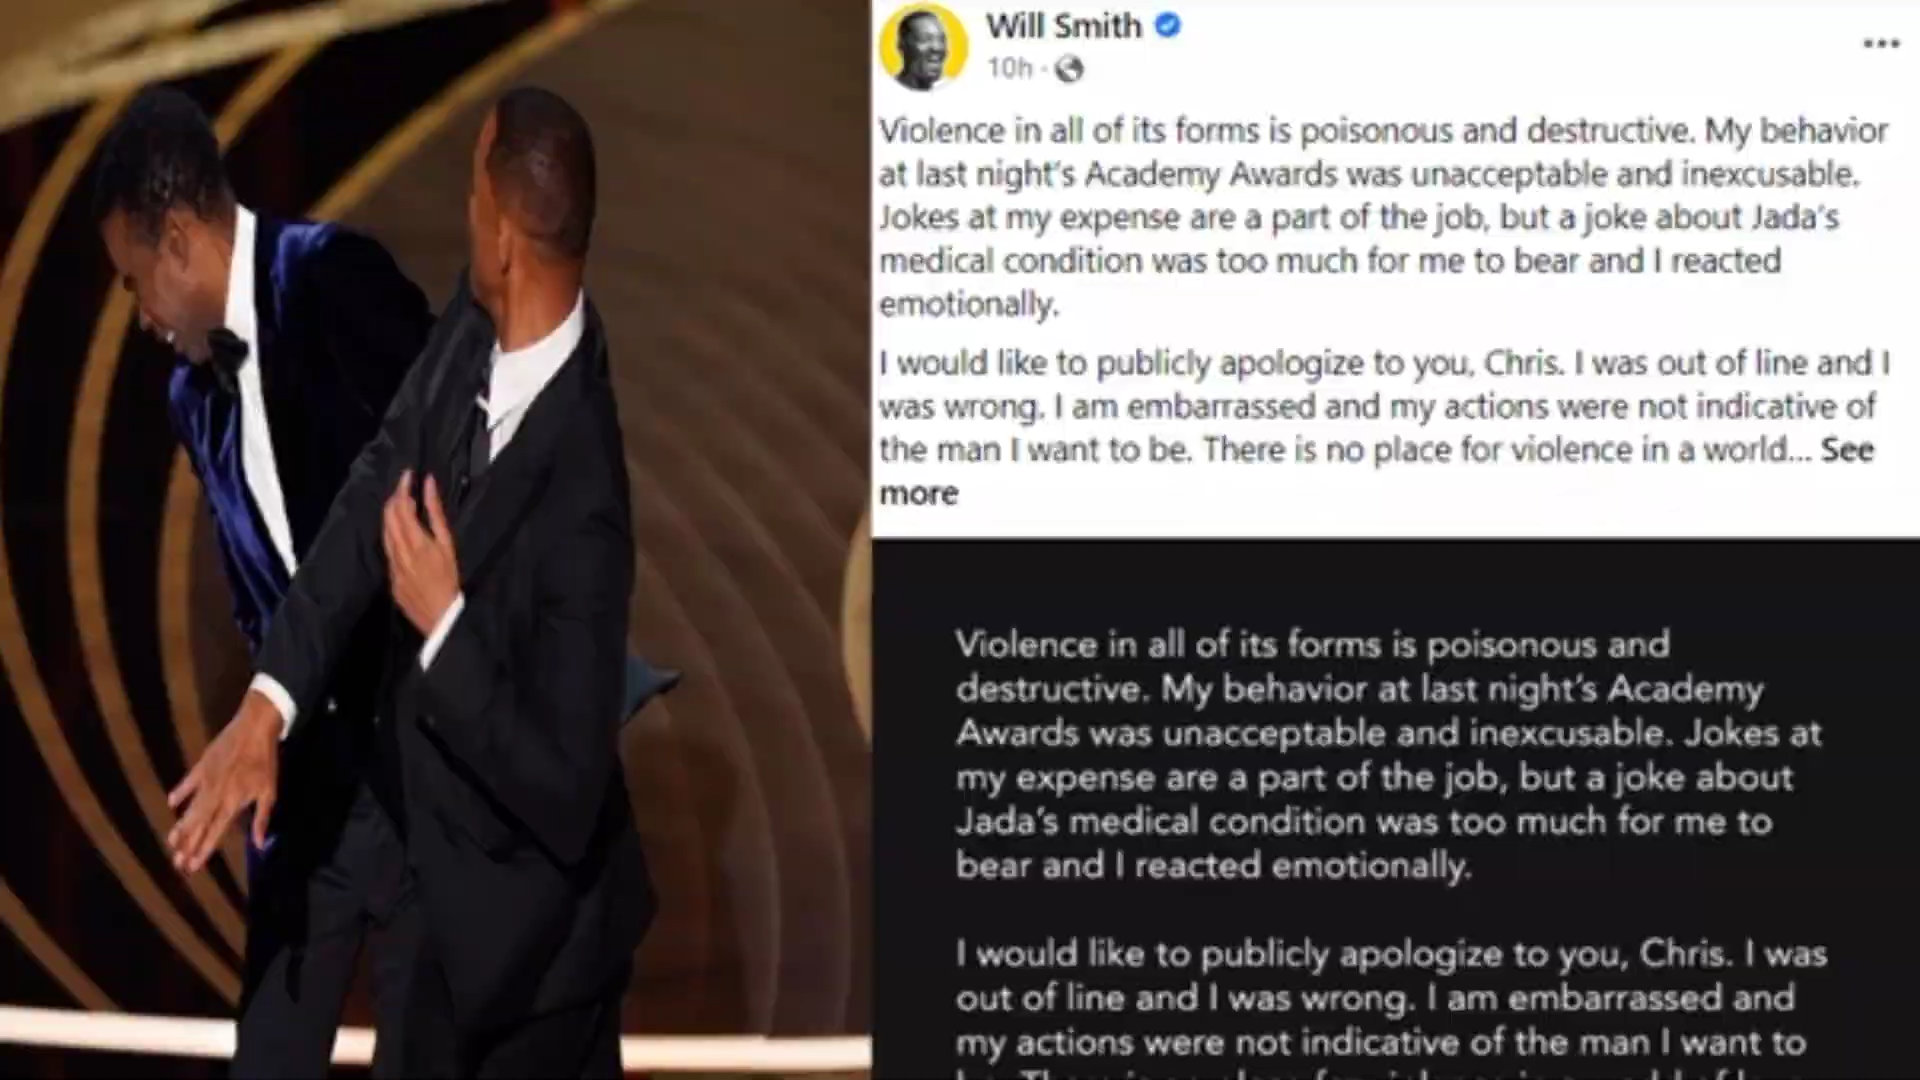 Will Smith
10h
Violence in all of its forms is poisonous and destructive. My behavior
at last night's Academy Awards was unacceptable and inexcusable.
Jokes at my expense are a part of the job, but a joke about Jada's
medical condition was too much for me to bear and I reacted
emotionally.
I would like to publicly apologize to you, Chris. I was out of line and I
was wrong. I am embarrassed and my actions were not indicative of
the man I want to be. There is no place for violence in a world... See
more
Violence in all of its forms is poisonous and
destructive. My behavior at last night's Academy
Awards was unacceptable and inexcusable. Jokes at
my expense are a part of the job, but a joke about
Jada's medical condition was too much for me to
bear and I reacted emotionally.
I would like to publicly apologize to you, Chris. I was
out of line and I was wrong. I am embarrassed and
my actions were not indicative of the man I want to